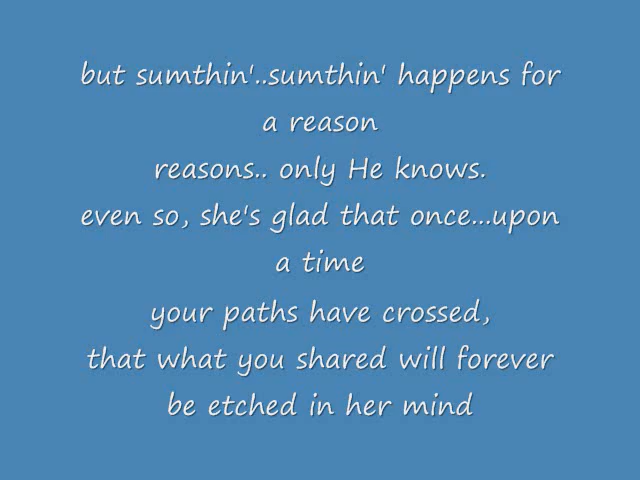 but sumthin'..sumthin' happens for
a reason
reasons.. only He knows.
even so, she's glad that once...upon
a time
your paths have crossed,
that what you shared will forever
be etched in her mind